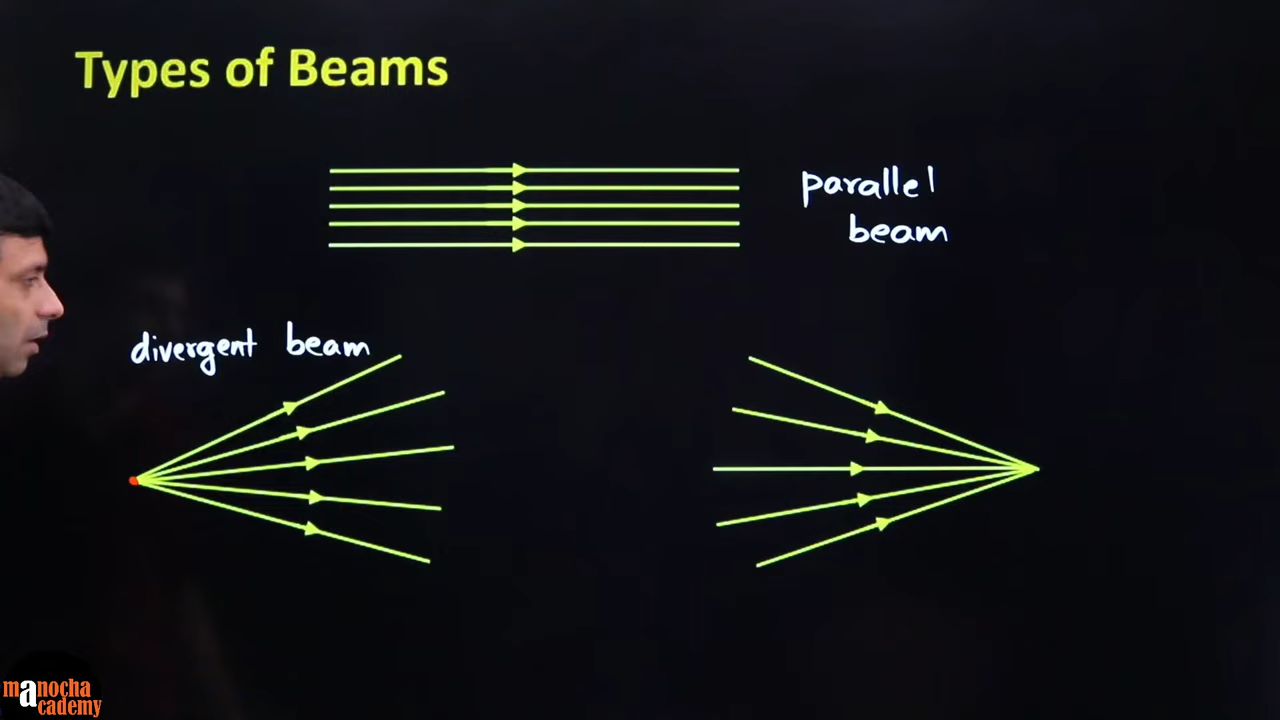 Types of Beams
parallel
beam
divergent beam
manocha
academy